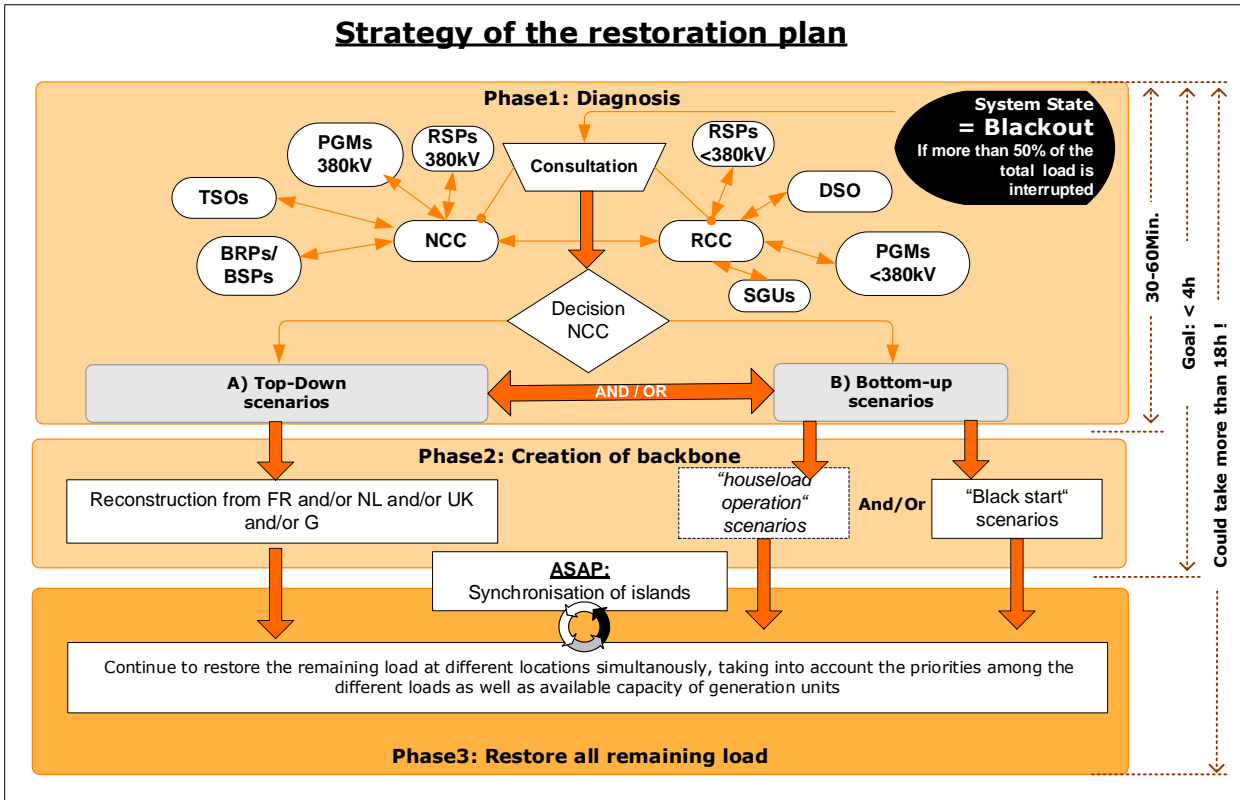 Strategy of the restoration plan
Phase1: Diagnosis
System State
= Blackout
If more than 50% of the
total load is
interrupted
PGMs
380kV
RSPs
380kV
Consultation
RSPs
<380kV
TSOs
DSO
NCC
RCC
BRPs/
BSPs
PGMs
<380kV
SGUs
Decision
NCC
A) Top-Down
scenarios
AND / OR
B) Bottom-up
scenarios
Phase2: Creation of backbone
Reconstruction from FR and/or NL and/or UK
and/or G
“houseload
operation“
scenarios
And/Or
“Black start“
scenarios
ASAP:
Synchronisation of islands
Continue to restore the remaining load at different locations simultanously, taking into account the priorities among the
different loads as well as available capacity of generation units
Phase3: Restore all remaining load
30-60Min.
Goal: < 4h
Could take more than 18h !